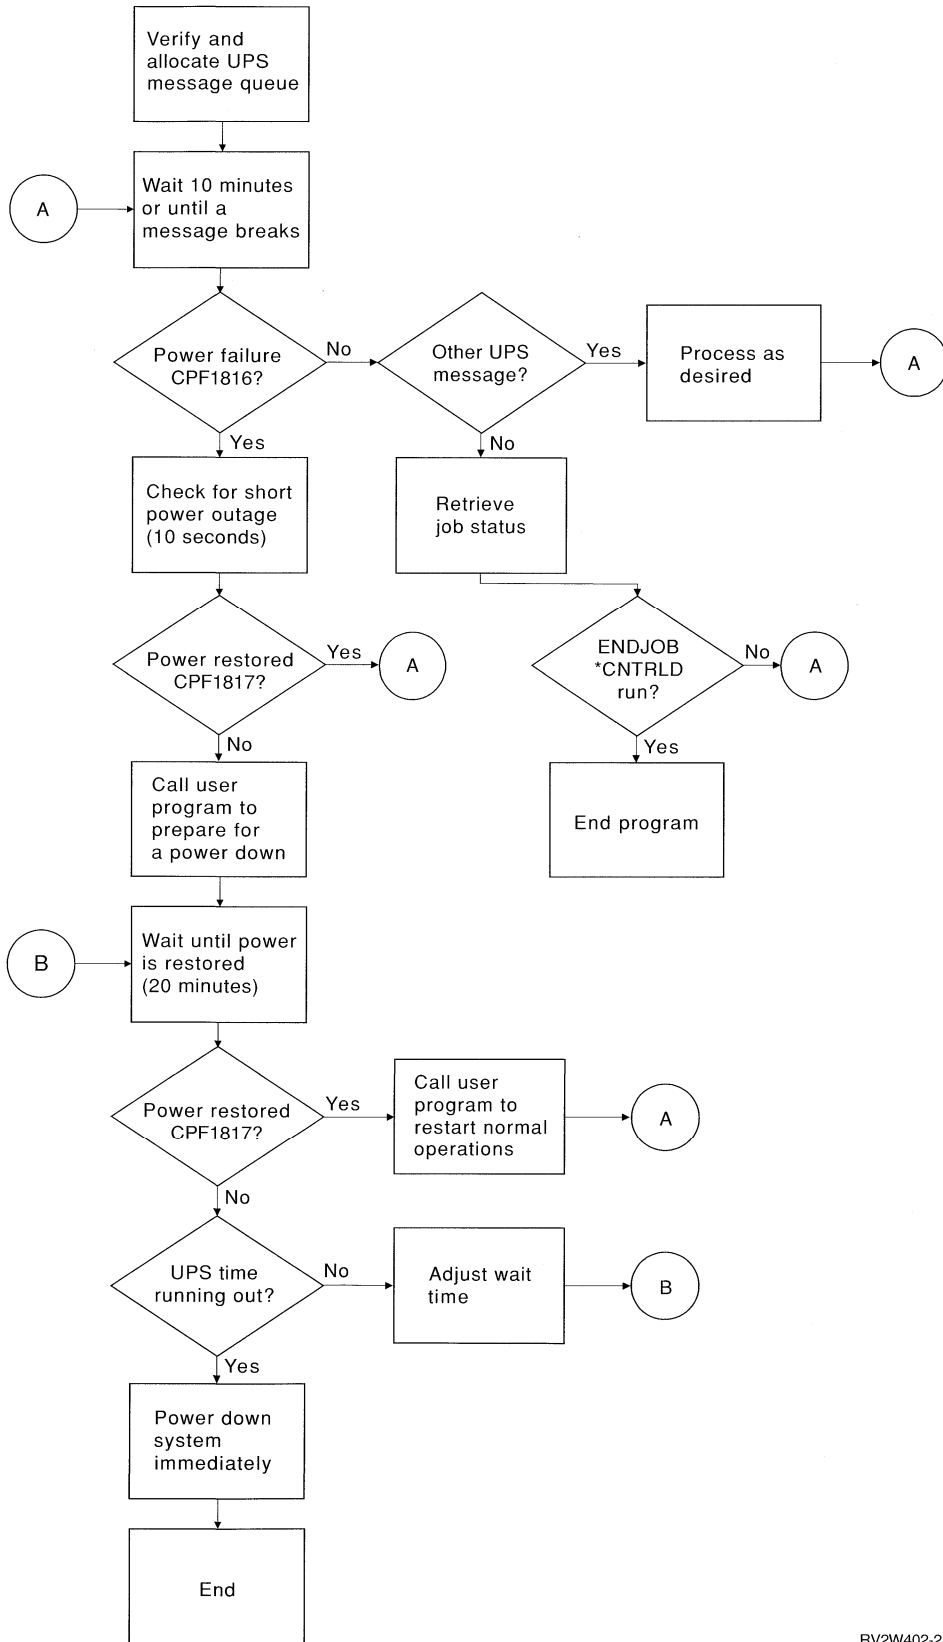 Verify and
allocate UPS
message queue
A
Wait 10 minutes
or until a
message breaks
Power failure
CPF1816?
No
Other UPS
message?
Yes
Process as
desired
A
Yes
No
Check for short
power outage
(10 seconds)
Retrieve
job status
Power restored
CPF1817?
Yes
A
ENDJOB
*CNTRLD
run?
No
A
No
Yes
Call user
program to
prepare for
a power down
End program
B
Wait until power
is restored
(20 minutes)
Power restored
CPF1817?
Yes
Call user
program to
restart normal
operations
A
No
UPS time
running out?
No
Adjust wait
time
B
Yes
Power down
system
immediately
End
RV2W402-2